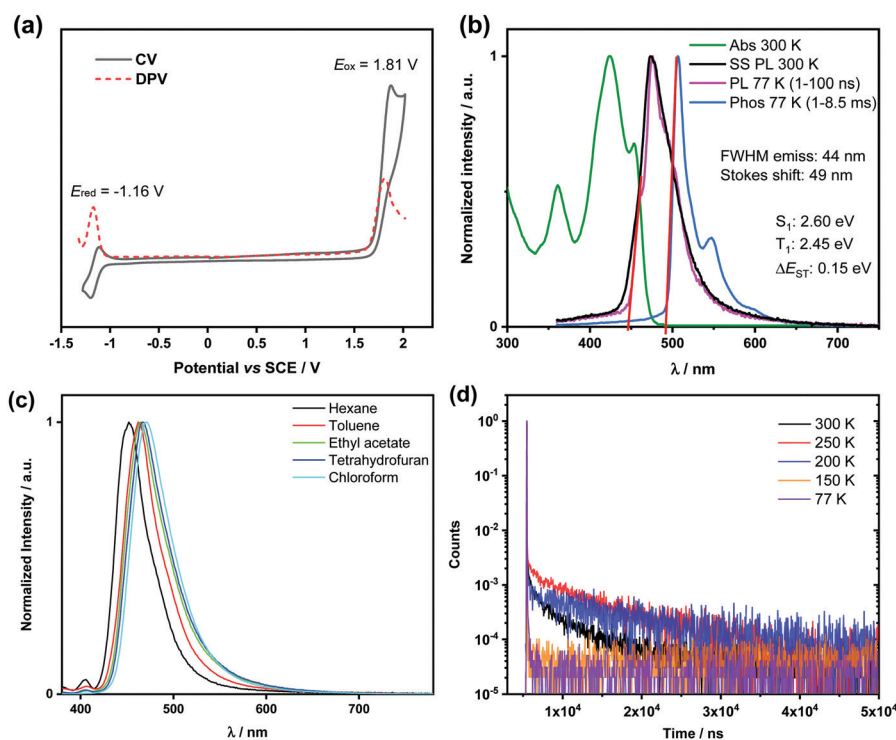 (a)
CV
DPV
Eox = 1.81 V
Ered = -1.16 V
-1.5 -1 -0.5 0 0.5 1 1.5 2
Potential vs SCE / V
(b)
Abs 300 K
SS PL 300 K
PL 77 K (1-100 ns)
Phos 77 K (1-8.5 ms)
FWHM emiss: 44 nm
Stokes shift: 49 nm
S1: 2.60 eV
T1: 2.45 eV
ΔEST: 0.15 eV
Normalized intensity / a.u.
1
1
300 400 500 600 700
λ / nm
(c)
Hexane
Toluene
Ethyl acetate
Tetrahydrofuran
Chloroform
Normalized Intensity / a.u.
1
0
400 500 600 700
λ / nm
(d)
300 K
250 K
200 K
150 K
77 K
Counts
10^0
10^-1
10^-2
10^-3
10^-4
10^-5
1x10^4 2x10^4 3x10^4 4x10^4 5x10^4
Time / ns